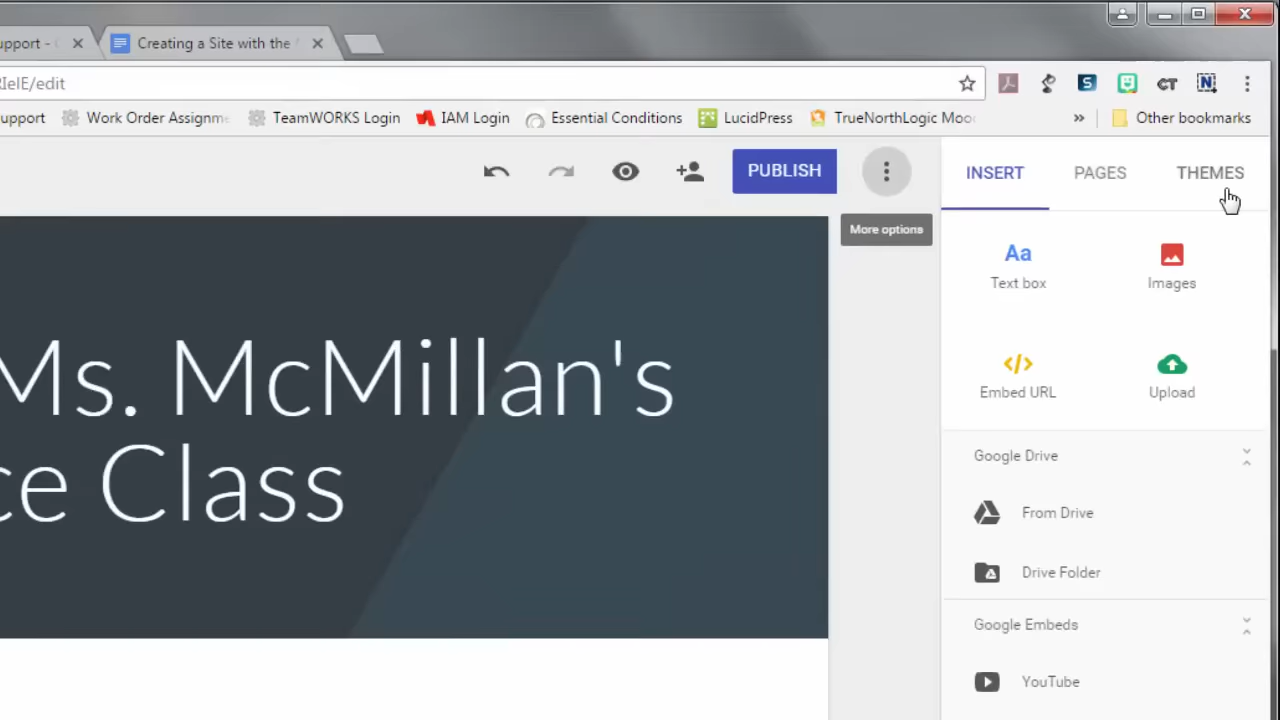 upport -
Creating a Site with the
IelE/edit
upport
Work Order Assignm
TeamWORKS Login
IAM Login
Essential Conditions
LucidPress
TrueNorthLogic Moo
»
Other bookmarks
PUBLISH
INSERT
PAGES
THEMES
More options
Aa
Text box
Images
Ms. McMillan's
ce Class
</> 
Embed URL
Upload
Google Drive
From Drive
Drive Folder
Google Embeds
YouTube